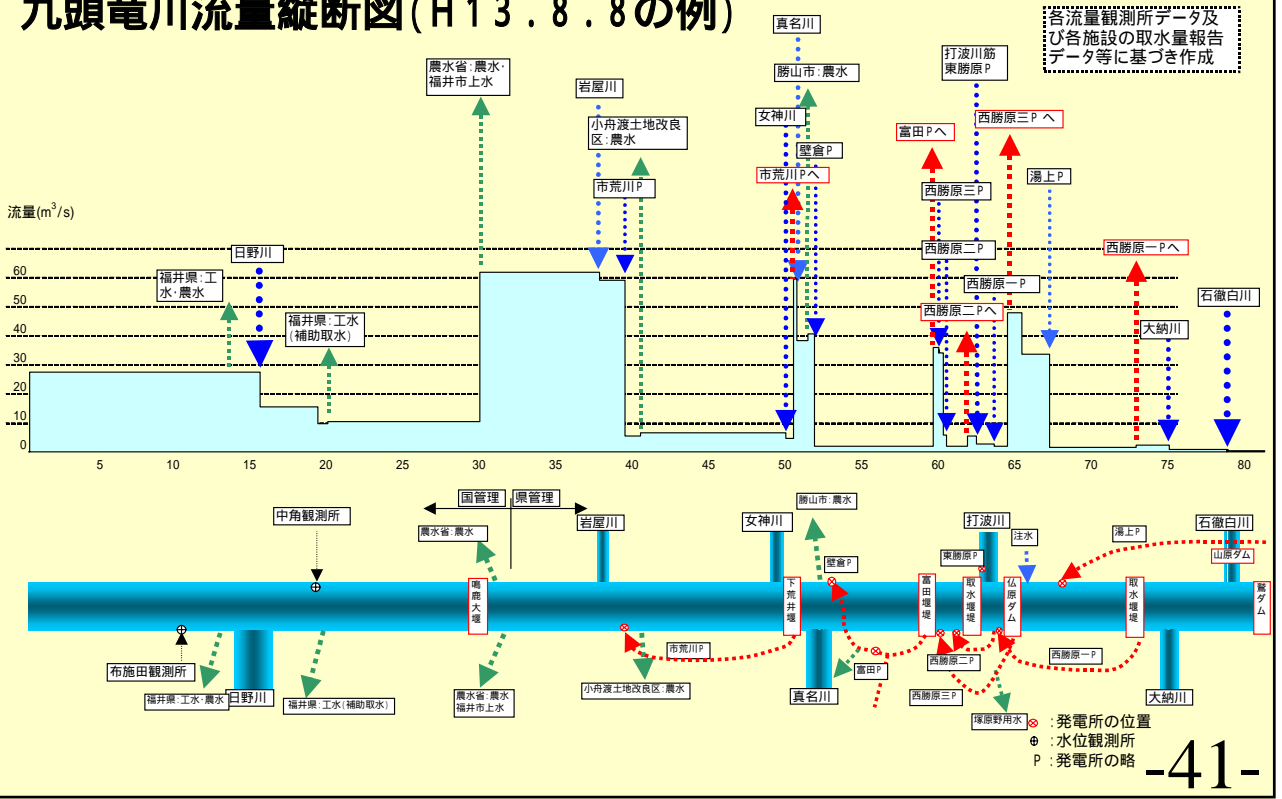 九頭竜川流量縦断図(H13.8.8の例)
各流量観測所データ及
び各施設の取水量報告
データ等に基づき作成
真名川
農水省:農水・
福井市上水
岩屋川
勝山市:農水
打波川筋
東勝原P
女神川
小舟渡土地改良
区:農水
富田Pへ
西勝原三P へ
壁倉P
市荒川Pへ
市荒川P
西勝原三P
湯上P
流量(m³/s)
日野川
西勝原二P
西勝原一Pへ
福井県:工
水・農水
西勝原一P
石徹白川
福井県:工水
(補助取水)
西勝原二Pへ
大納川
60
50
40
30
20
10
0
5 10 15 20 25 30 35 40 45 50 55 60 65 70 75 80
国管理 県管理
中角観測所
農水省:農水
岩屋川
女神川
勝山市:農水
打波川
注水
湯上P
石徹白川
壁倉P
東勝原P
山原ダム
鳴鹿大堰
下荒井堰
富田堰堤
取水堰堤
仏原ダム
取水堰堤
鷲ダム
布施田観測所
市荒川P
富田P
西勝原二P
西勝原一P
福井県:工水・農水
日野川
福井県:工水(補助取水)
農水省:農水
福井市上水
小舟渡土地改良区:農水
真名川
西勝原三P
大納川
塚原野用水
:発電所の位置
:水位観測所
P :発電所の略
-41-